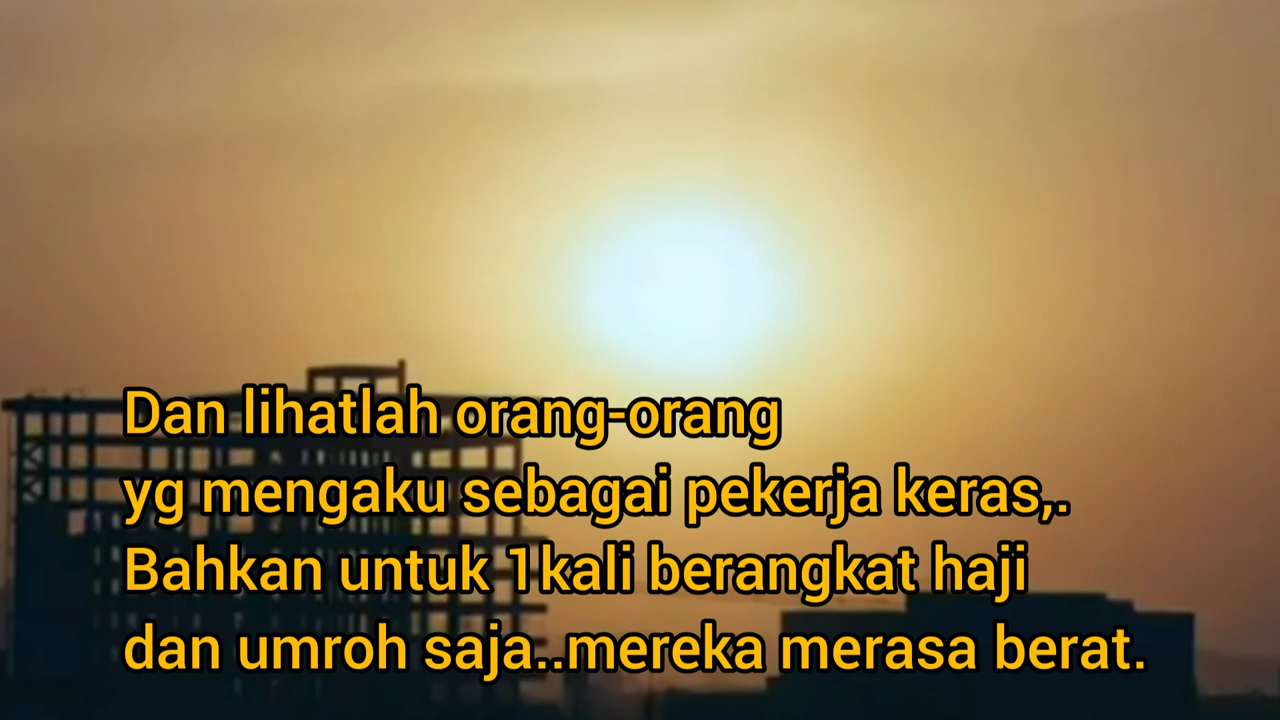 Dan lihatlah orang-orang
yg mengaku sebagai pekerja keras,.
Bahkan untuk 1 kali berangkat haji
dan umroh saja..mereka merasa berat.